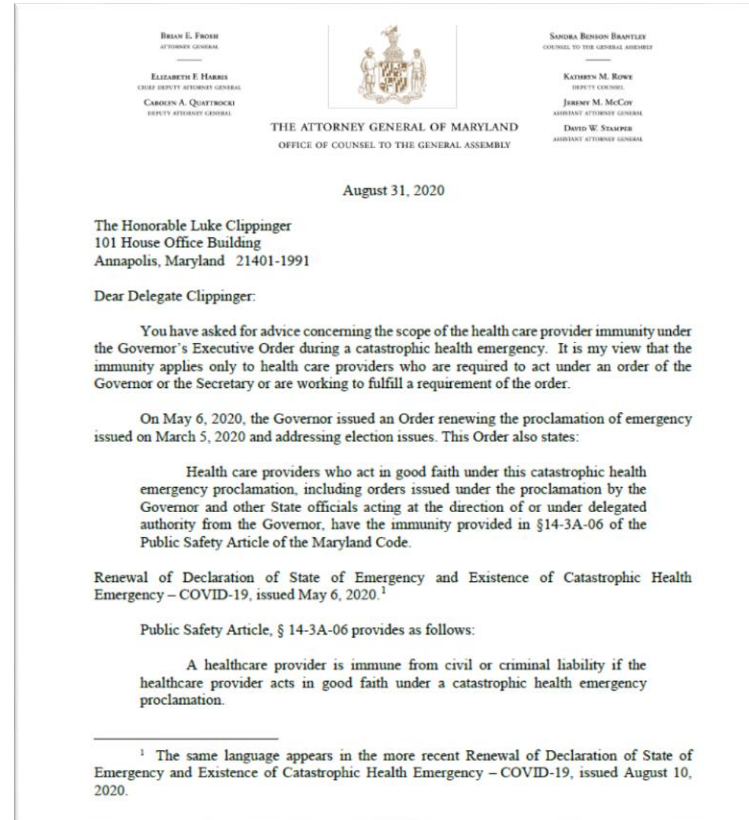 BRIAN E. FROSH
ATTORNEY GENERAL
ELIZABETH F. HARRIS
CHIEF DEPUTY ATTORNEY GENERAL
CAROLYN A. QUATTROCKI
DEPUTY ATTORNEY GENERAL
SANDRA BENSON BRANTLEY
COUNSEL TO THE GENERAL ASSEMBLY
KATHRYN M. ROWE
DEPUTY COUNSEL
JEREMY M. MCCOY
ASSISTANT ATTORNEY GENERAL
DAVID W. STAMPER
ASSISTANT ATTORNEY GENERAL
THE ATTORNEY GENERAL OF MARYLAND
OFFICE OF COUNSEL TO THE GENERAL ASSEMBLY
August 31, 2020
The Honorable Luke Clippinger
101 House Office Building
Annapolis, Maryland 21401-1991
Dear Delegate Clippinger:
You have asked for advice concerning the scope of the health care provider immunity under
the Governor's Executive Order during a catastrophic health emergency. It is my view that the
immunity applies only to health care providers who are required to act under an order of the
Governor or the Secretary or are working to fulfill a requirement of the order.
On May 6, 2020, the Governor issued an Order renewing the proclamation of emergency
issued on March 5, 2020 and addressing election issues. This Order also states:
Health care providers who act in good faith under this catastrophic health
emergency proclamation, including orders issued under the proclamation by the
Governor and other State officials acting at the direction of or under delegated
authority from the Governor, have the immunity provided in §14-3A-06 of the
Public Safety Article of the Maryland Code.
Renewal of Declaration of State of Emergency and Existence of Catastrophic Health
Emergency – COVID-19, issued May 6, 2020.1
Public Safety Article, § 14-3A-06 provides as follows:
A healthcare provider is immune from civil or criminal liability if the
healthcare provider acts in good faith under a catastrophic health emergency
proclamation.
1 The same language appears in the more recent Renewal of Declaration of State of
Emergency and Existence of Catastrophic Health Emergency – COVID-19, issued August 10,
2020.